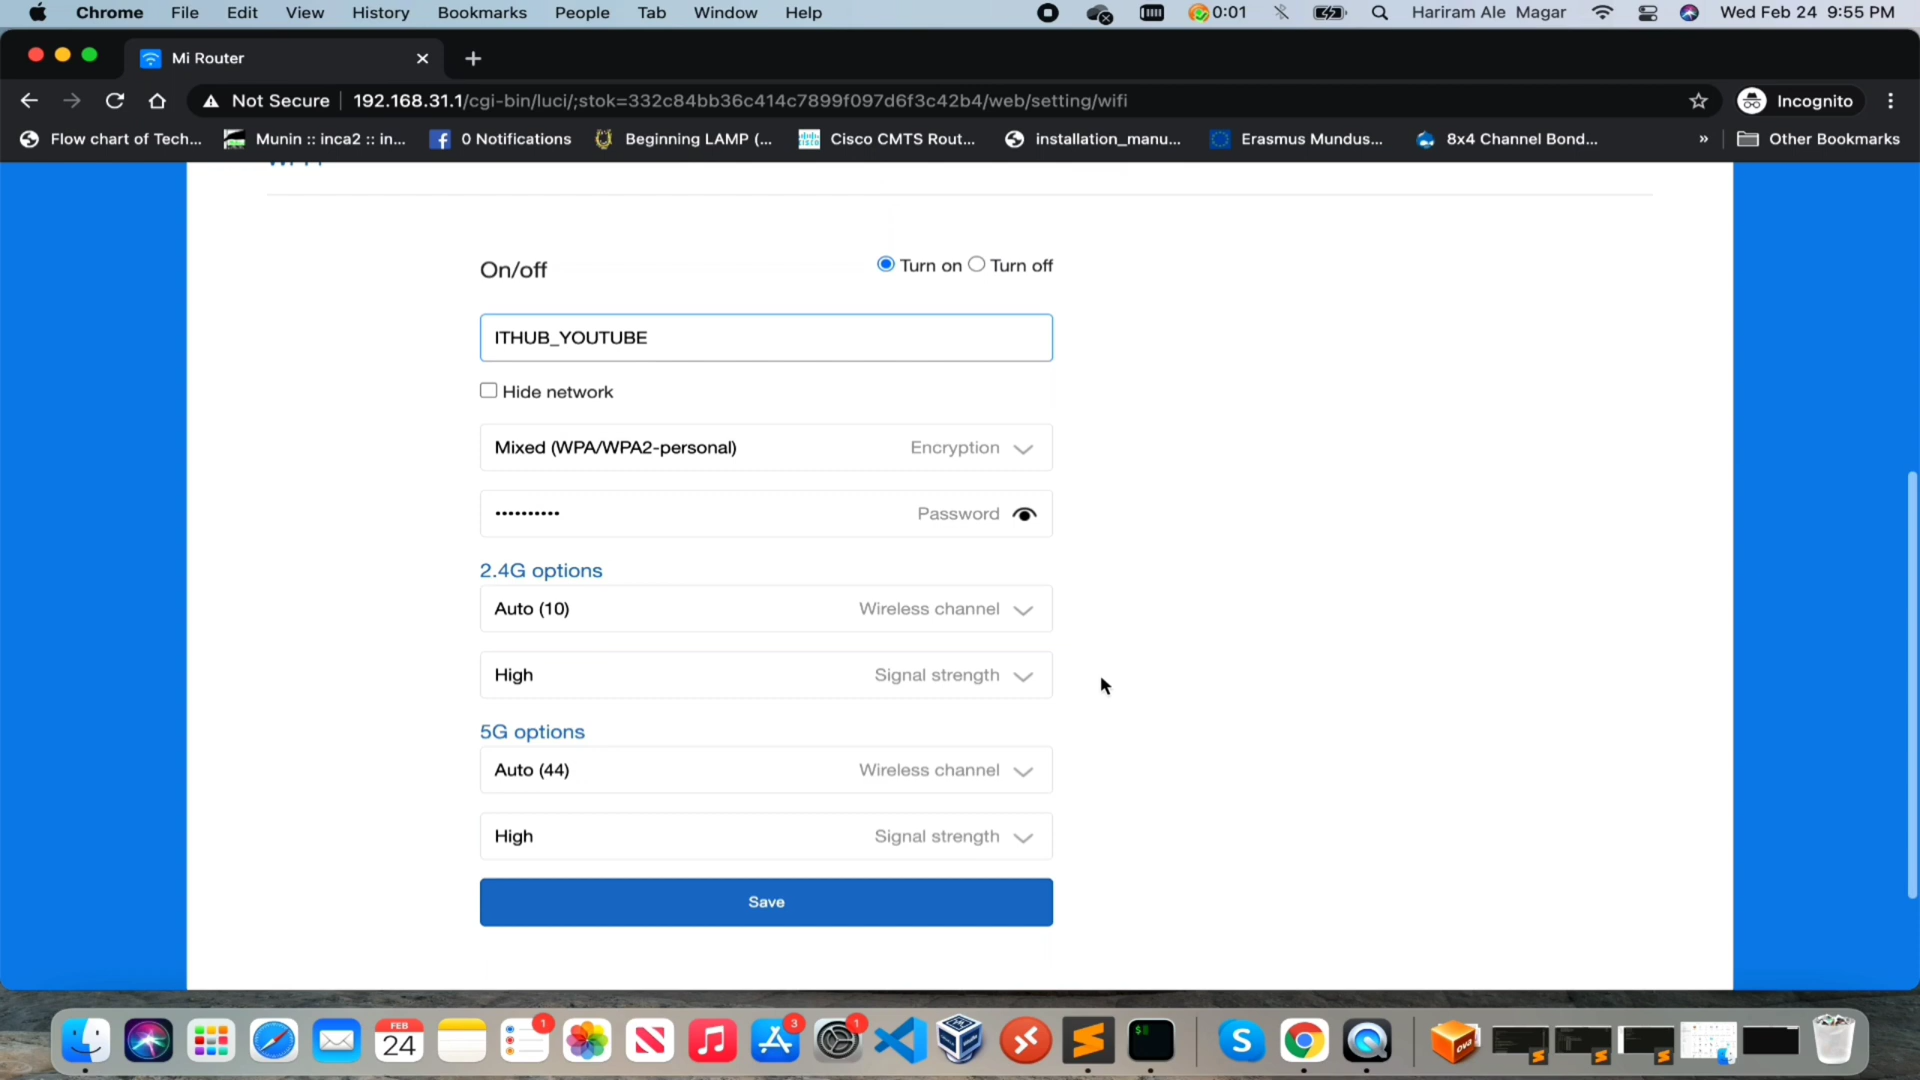 Chrome File Edit View History Bookmarks People Tab Window Help 0:01 Hariram Ale Magar Wed Feb 24 9:55 PM
Mi Router
Not Secure 192.168.31.1/cgi-bin/luci/;stok=332c84bb36c414c7899f097d6f3c42b4/web/setting/wifi Incognito
Flow chart of Tech... Munin :: inca2 :: in... 0 Notifications Beginning LAMP (... Cisco CMTS Rout... installation_manu... Erasmus Mundus... 8x4 Channel Bond... » Other Bookmarks
On/off Turn on Turn off
ITHUB_YOUTUBE
Hide network
Mixed (WPA/WPA2-personal) Encryption
•••••••••• Password
2.4G options
Auto (10) Wireless channel
High Signal strength
5G options
Auto (44) Wireless channel
High Signal strength
Save
1 FEB 24 3 1 $ S ova